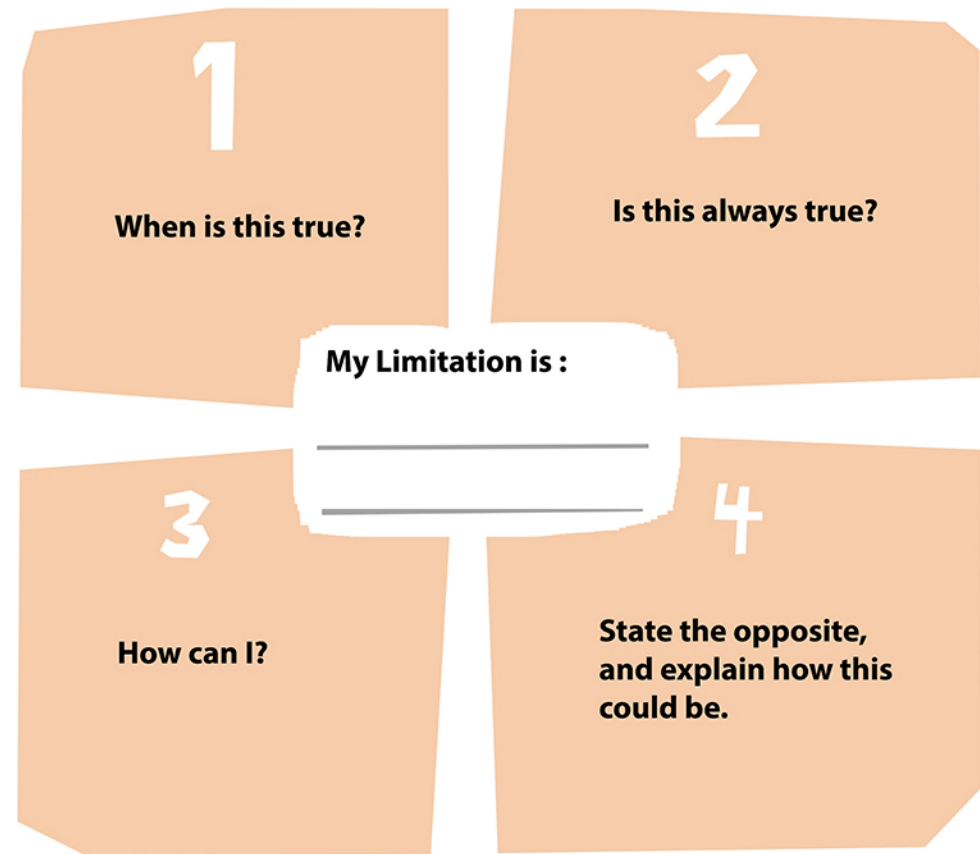 1
When is this true?
2
Is this always true?
My Limitation is :
3
How can I?
4
State the opposite,
and explain how this
could be.